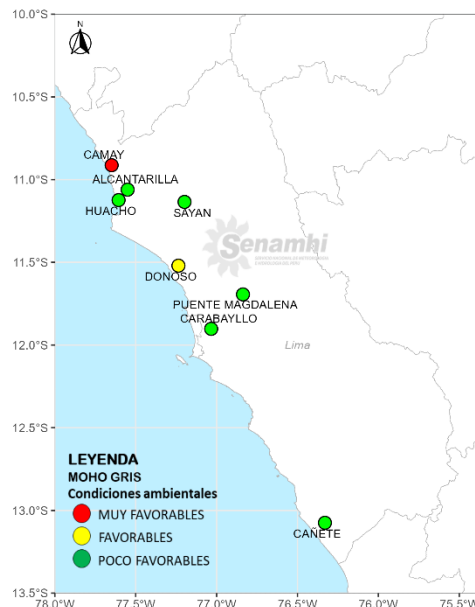 10.0°S
N
10.5°S
CAMAY
11.0°S
ALCANTARILLA
HUACHO
SAYAN
Senamhi
11.5°S
DONOSO
PUENTE MAGDALENA
CARABAYLLO
12.0°S
Lima
12.5°S
LEYENDA
MOHO GRIS
Condiciones ambientales
MUY FAVORABLES
FAVORABLES
POCO FAVORABLES
13.0°S
CAÑETE
13.5°S
78.0°W 77.5°W 77.0°W 76.5°W 76.0°W 75.5°W